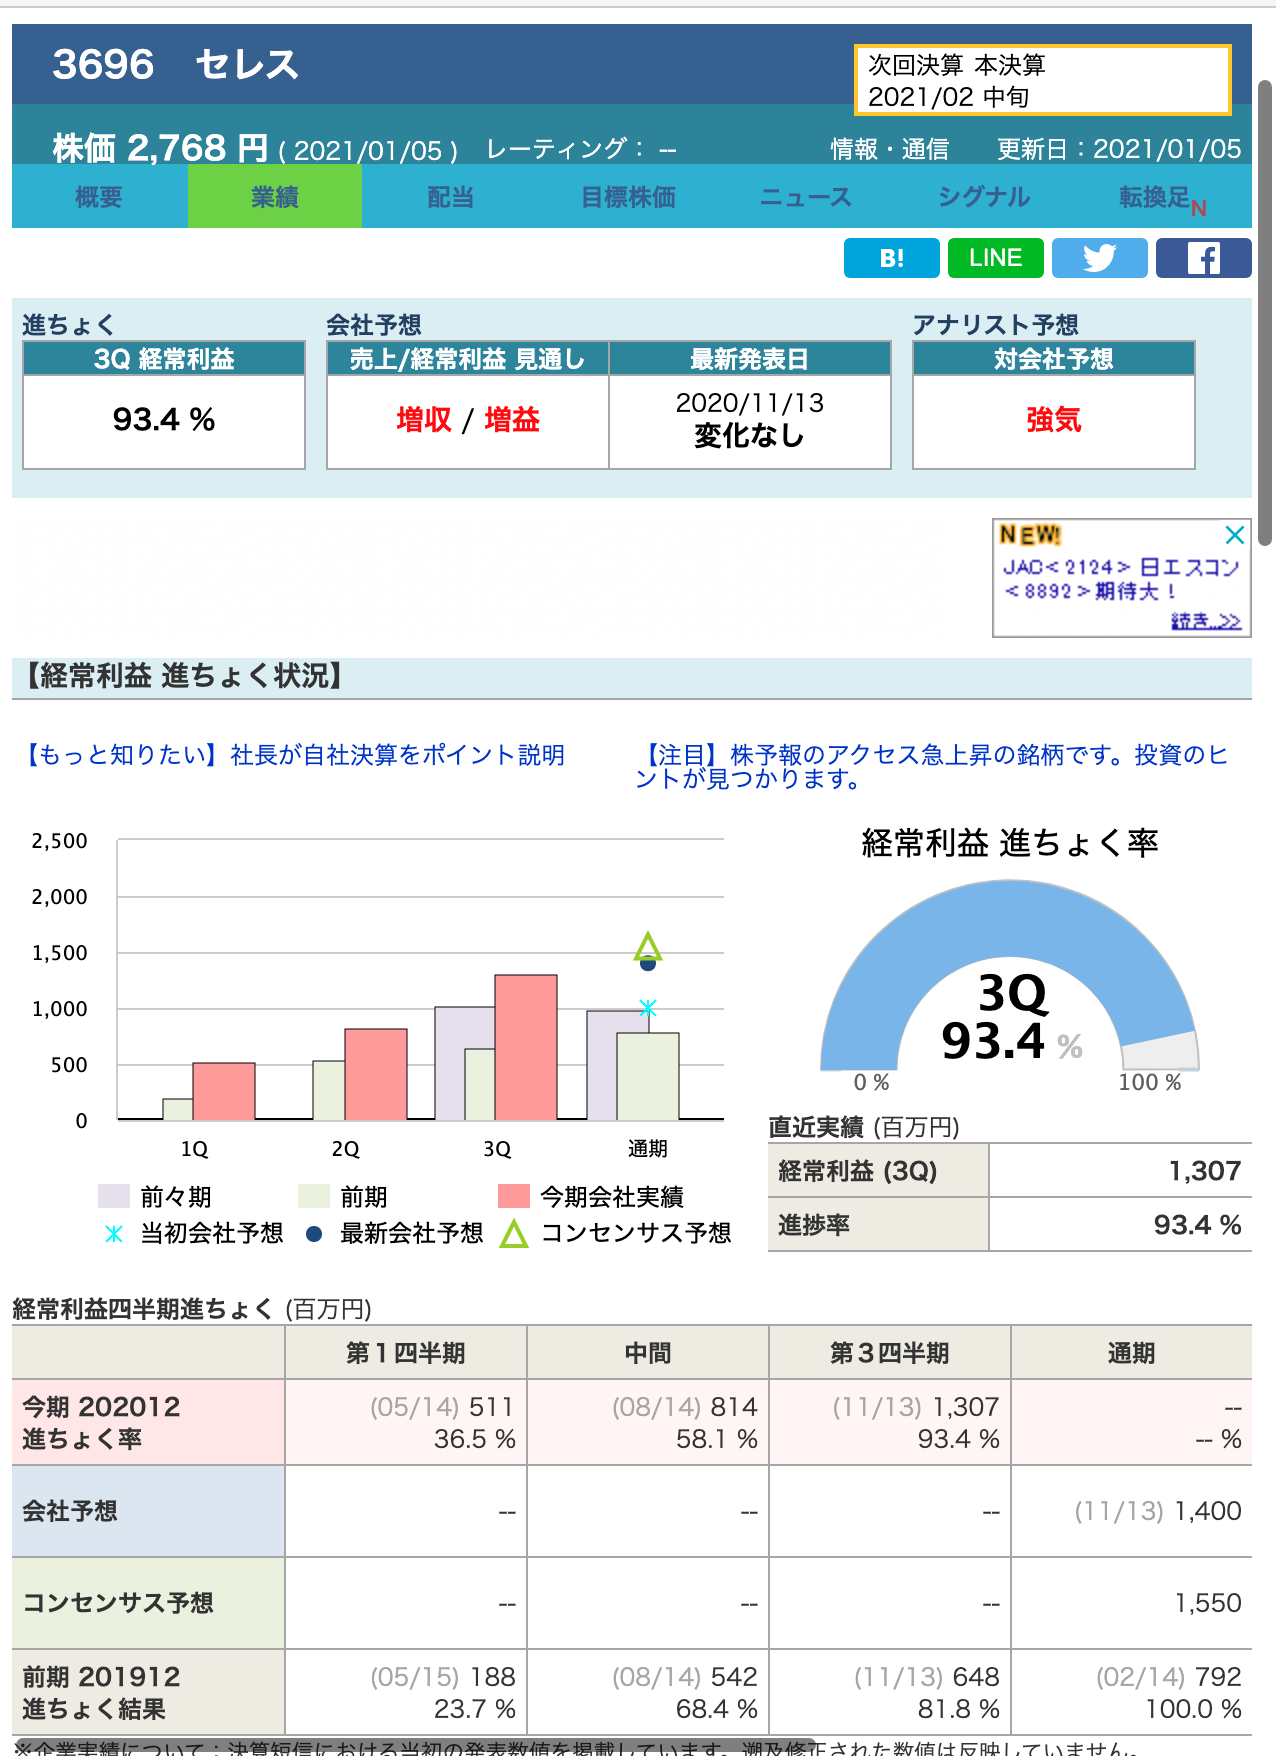 3696 セレス
次回決算 本決算
2021/02 中旬
株価 2,768 円 ( 2021/01/05 ) レーティング： -- 情報・通信 更新日：2021/01/05
概要 業績 配当 目標株価 ニュース シグナル 転換足N
B! LINE
進ちょく 会社予想 アナリスト予想
3Q 経常利益 売上/経常利益 見通し 最新発表日 対会社予想
93.4 % 増収 / 増益 2020/11/13 強気
変化なし
NEW!
JAC<2124> 日エスコン
<8892>期待大！
続き..>>
【経常利益 進ちょく状況】
【もっと知りたい】社長が自社決算をポイント説明
【注目】株予報のアクセス急上昇の銘柄です。投資のヒ
ントが見つかります。
2,500
2,000
1,500
1,000
500
0
1Q 2Q 3Q 通期
前々期 前期 今期会社実績
当初会社予想 最新会社予想 コンセンサス予想
経常利益 進ちょく率
3Q
93.4 %
0 % 100 %
直近実績 (百万円)
経常利益 (3Q) 1,307
進捗率 93.4 %
経常利益四半期進ちょく (百万円)
第１四半期 中間 第３四半期 通期
今期 202012 (05/14) 511 (08/14) 814 (11/13) 1,307 --
進ちょく率 36.5 % 58.1 % 93.4 % -- %
会社予想 -- -- -- (11/13) 1,400
コンセンサス予想 -- -- -- 1,550
前期 201912 (05/15) 188 (08/14) 542 (11/13) 648 (02/14) 792
進ちょく結果 23.7 % 68.4 % 81.8 % 100.0 %
※企業実績について：決算短信における当初の発表数値を掲載しています。遡及修正された数値は反映していません。